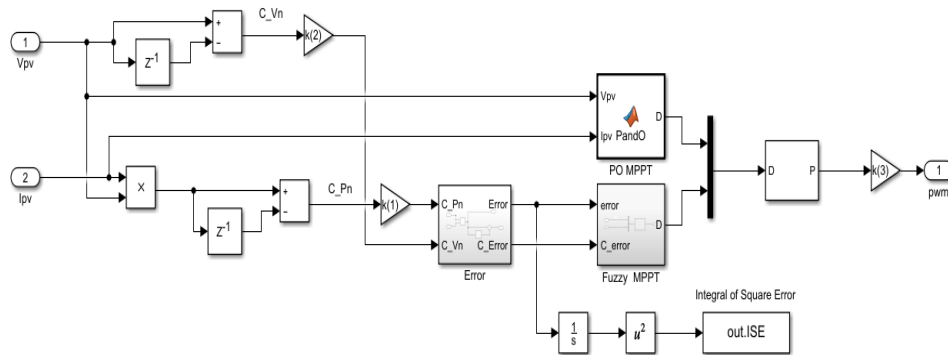 C_Vn
1
Vpv
+
−
Z-1
k(2)
Vpv
Ipv
PandO
D
PO MPPT
2
Ipv
X
Z-1
+
−
C_Pn
k(1)
C_Pn
C_Vn
Error
C_Error
Error
error
C_error
D
Fuzzy MPPT
D
P
k(3)
1
pwm
1
s
u2
Integral of Square Error
out.ISE